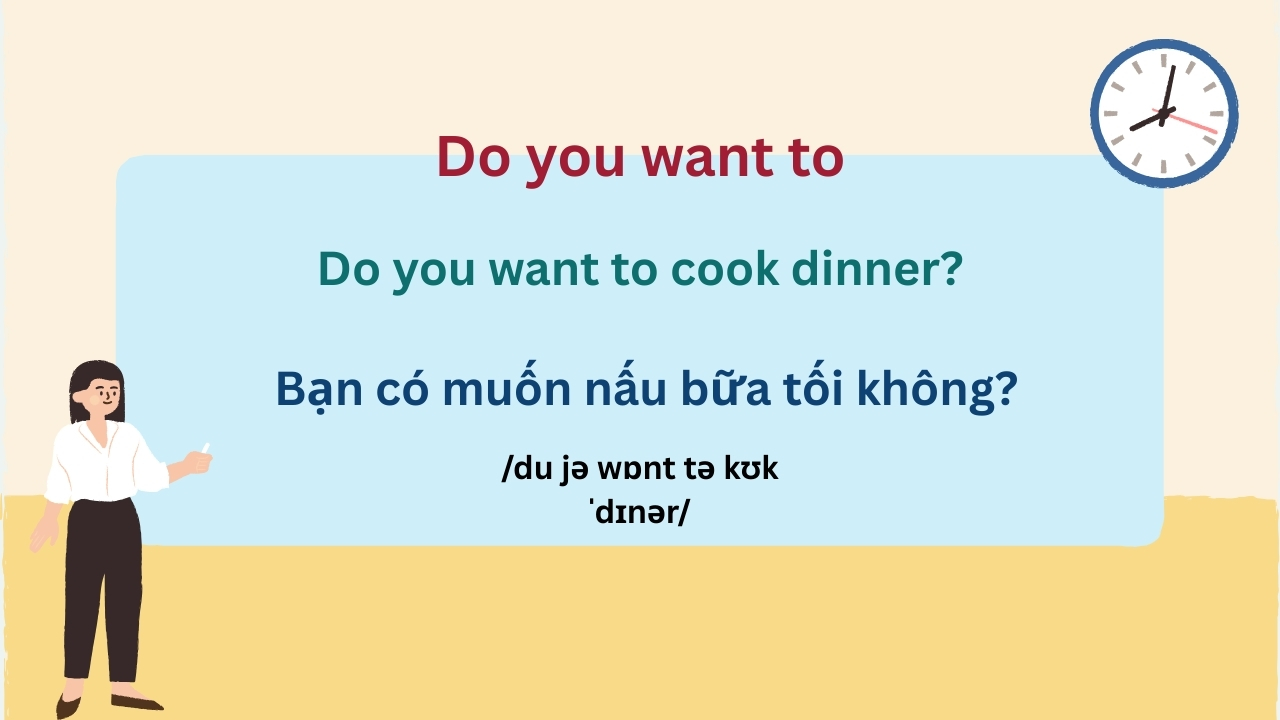 Do you want to
Do you want to cook dinner?
Bạn có muốn nấu bữa tối không?
/du jə wɒnt tə kʊk
ˈdɪnər/